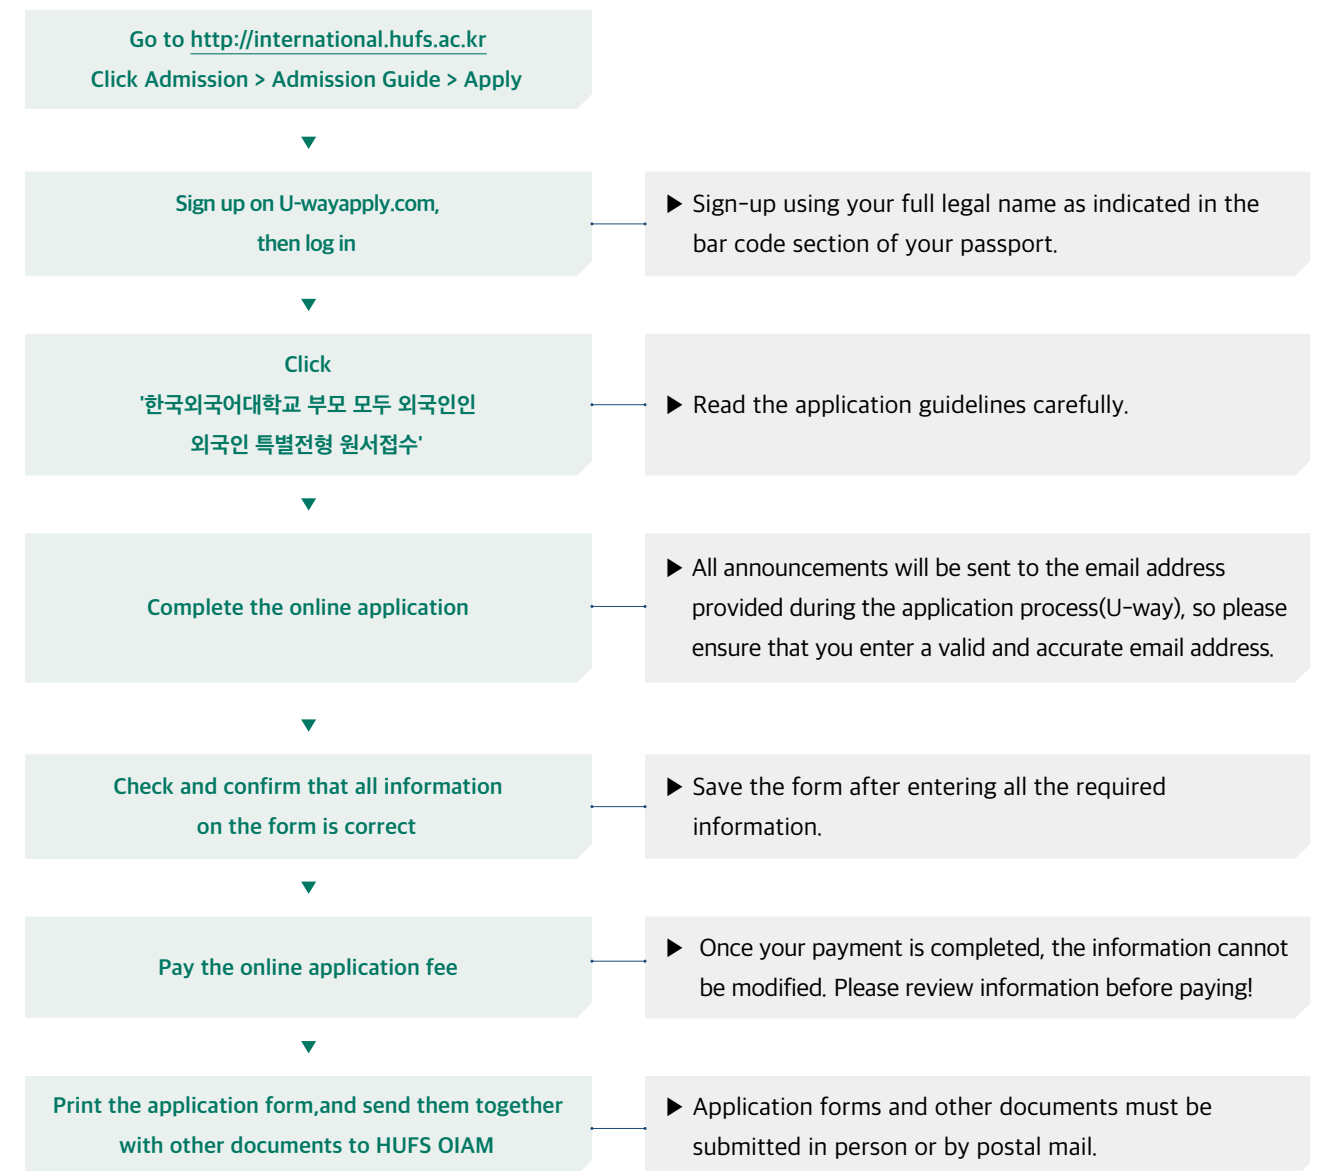 Go to http://international.hufs.ac.kr
Click Admission > Admission Guide > Apply
▼
Sign up on U-wayapply.com,
then log in
▶ Sign-up using your full legal name as indicated in the
bar code section of your passport.
▼
Click
'한국외국어대학교 부모 모두 외국인인
외국인 특별전형 원서접수'
▶ Read the application guidelines carefully.
▼
Complete the online application
▶ All announcements will be sent to the email address
provided during the application process(U-way), so please
ensure that you enter a valid and accurate email address.
▼
Check and confirm that all information
on the form is correct
▶ Save the form after entering all the required
information.
▼
Pay the online application fee
▶ Once your payment is completed, the information cannot
be modified. Please review information before paying!
▼
Print the application form,and send them together
with other documents to HUFS OIAM
▶ Application forms and other documents must be
submitted in person or by postal mail.